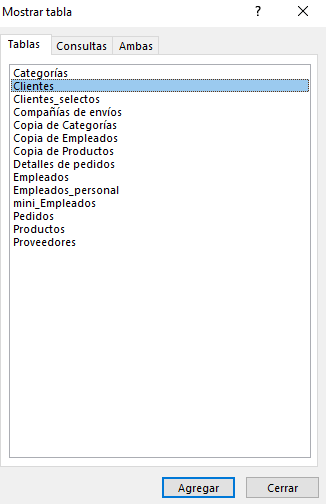 Mostrar tabla ? ×
Tablas Consultas Ambas
Categorías
Clientes
Clientes_selectos
Compañías de envíos
Copia de Categorías
Copia de Empleados
Copia de Productos
Detalles de pedidos
Empleados
Empleados_personal
mini_Empleados
Pedidos
Productos
Proveedores
Agregar Cerrar